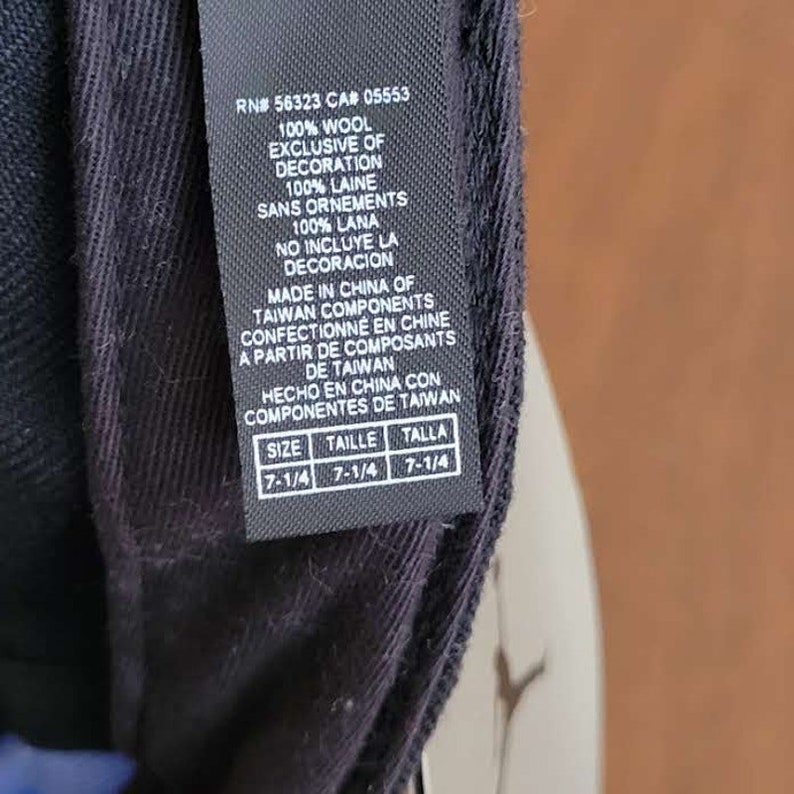 RN# 56323 CA# 05553
100% WOOL
EXCLUSIVE OF
DECORATION
100% LAINE
SANS ORNEMENTS
100% LANA
NO INCLUYE LA
DECORACION
MADE IN CHINA OF
TAIWAN COMPONENTS
CONFECTIONNÉ EN CHINE
A PARTIR DE COMPOSANTS
DE TAIWAN
HECHO EN CHINA CON
COMPONENTES DE TAIWAN
SIZE TAILLE TALLA
7-1/4 7-1/4 7-1/4